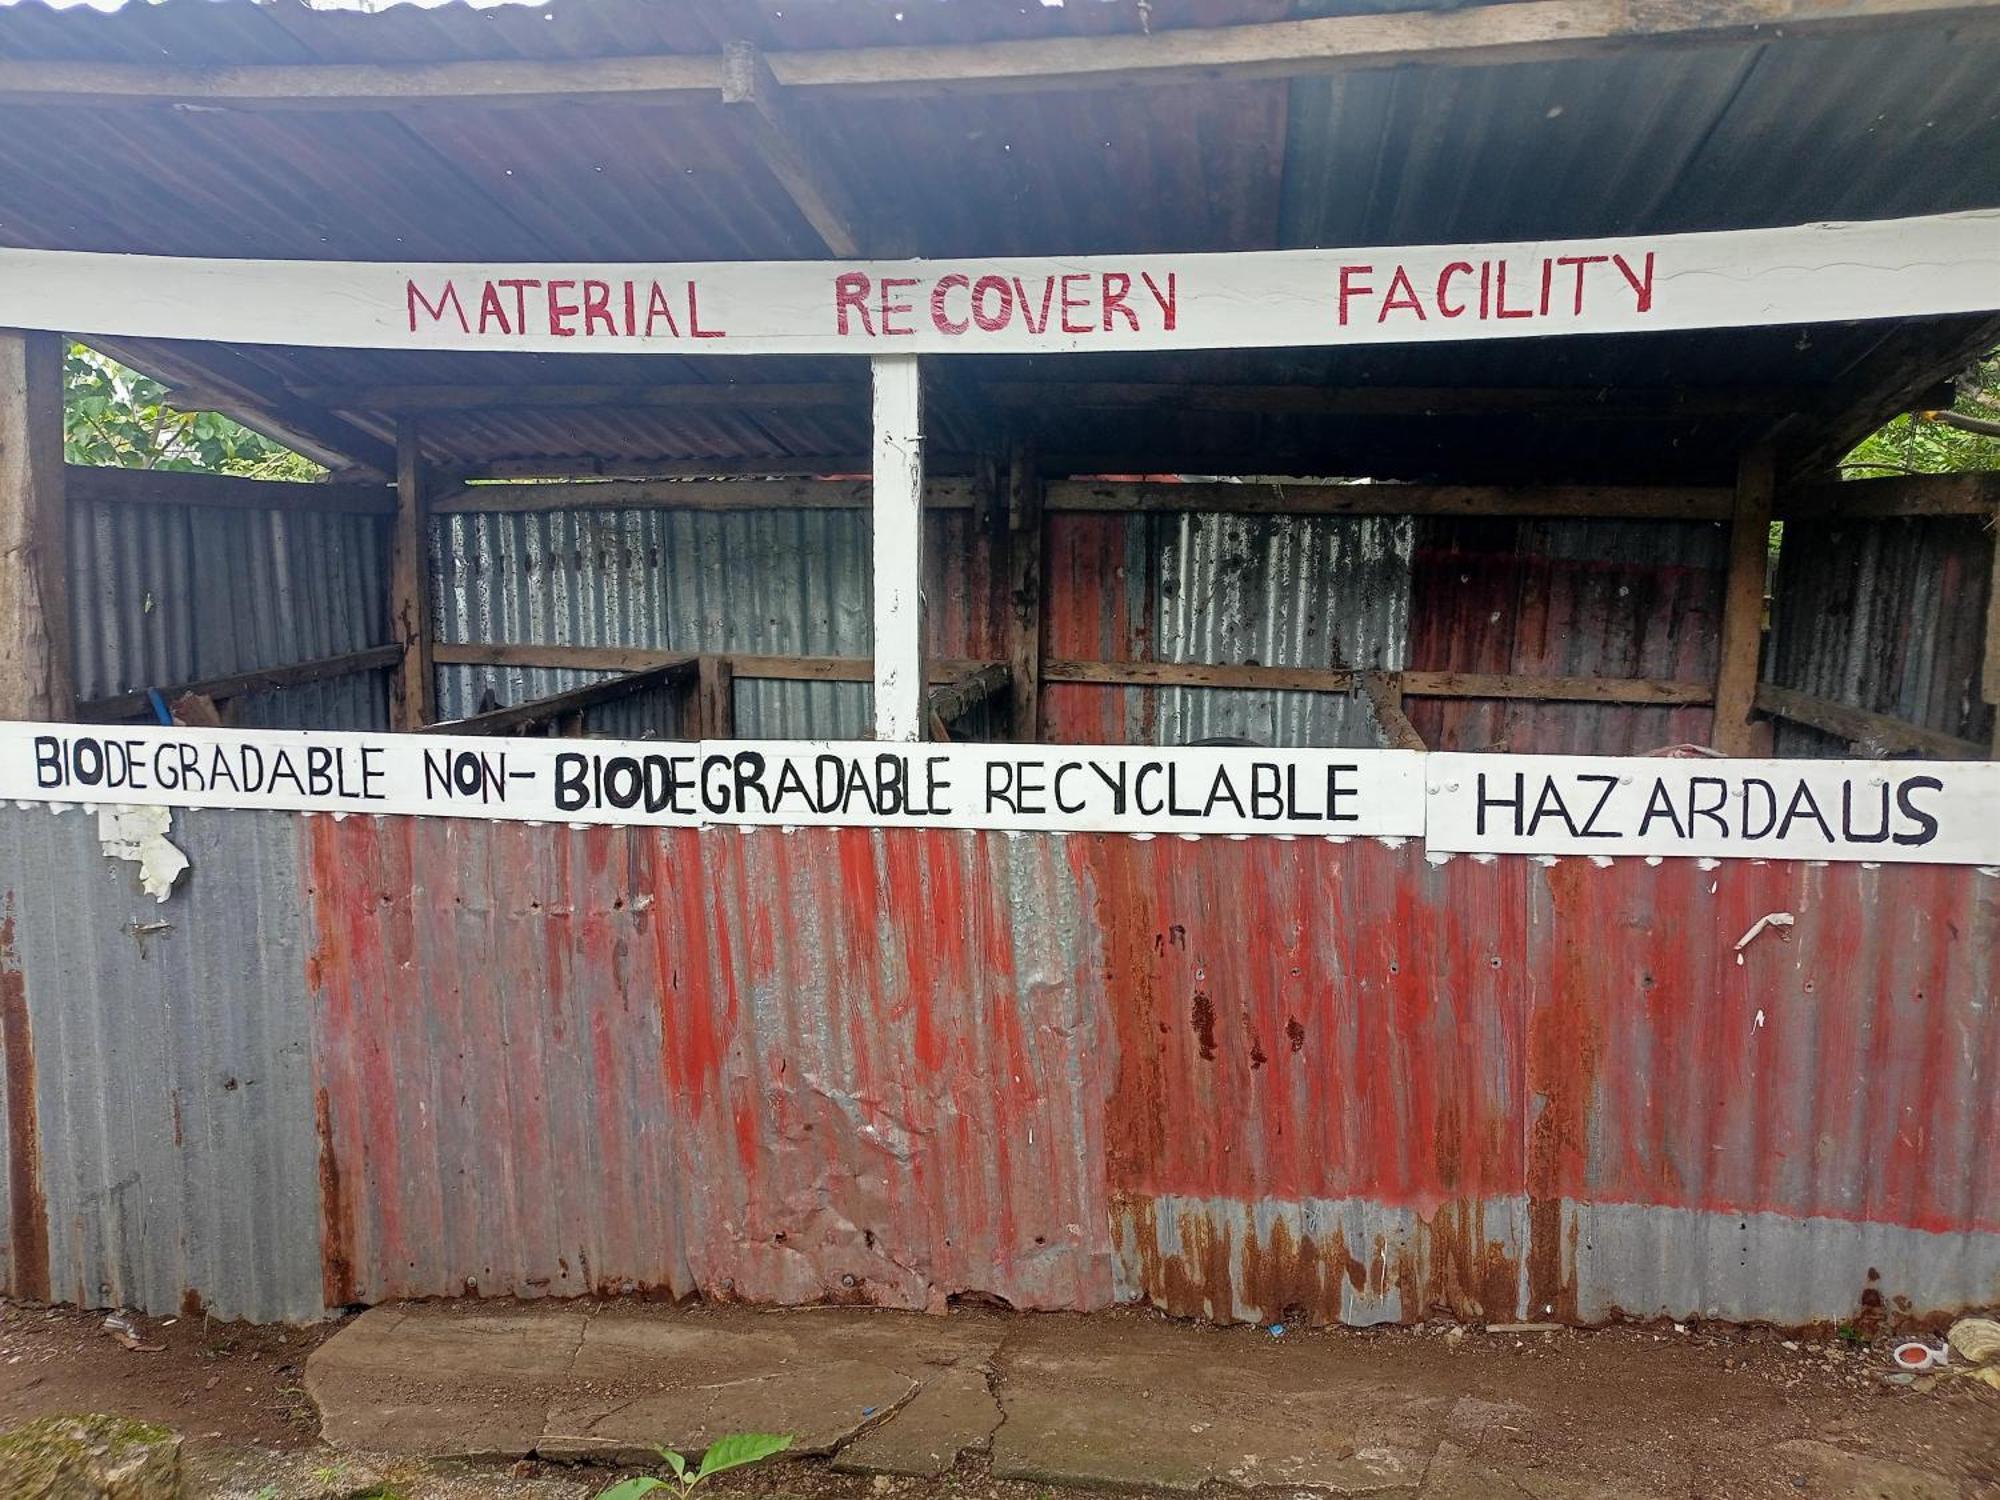 MATERIAL RECOVERY FACILITY
BIODEGRADABLE NON-BIODEGRADABLE RECYCLABLE HAZARDAUS